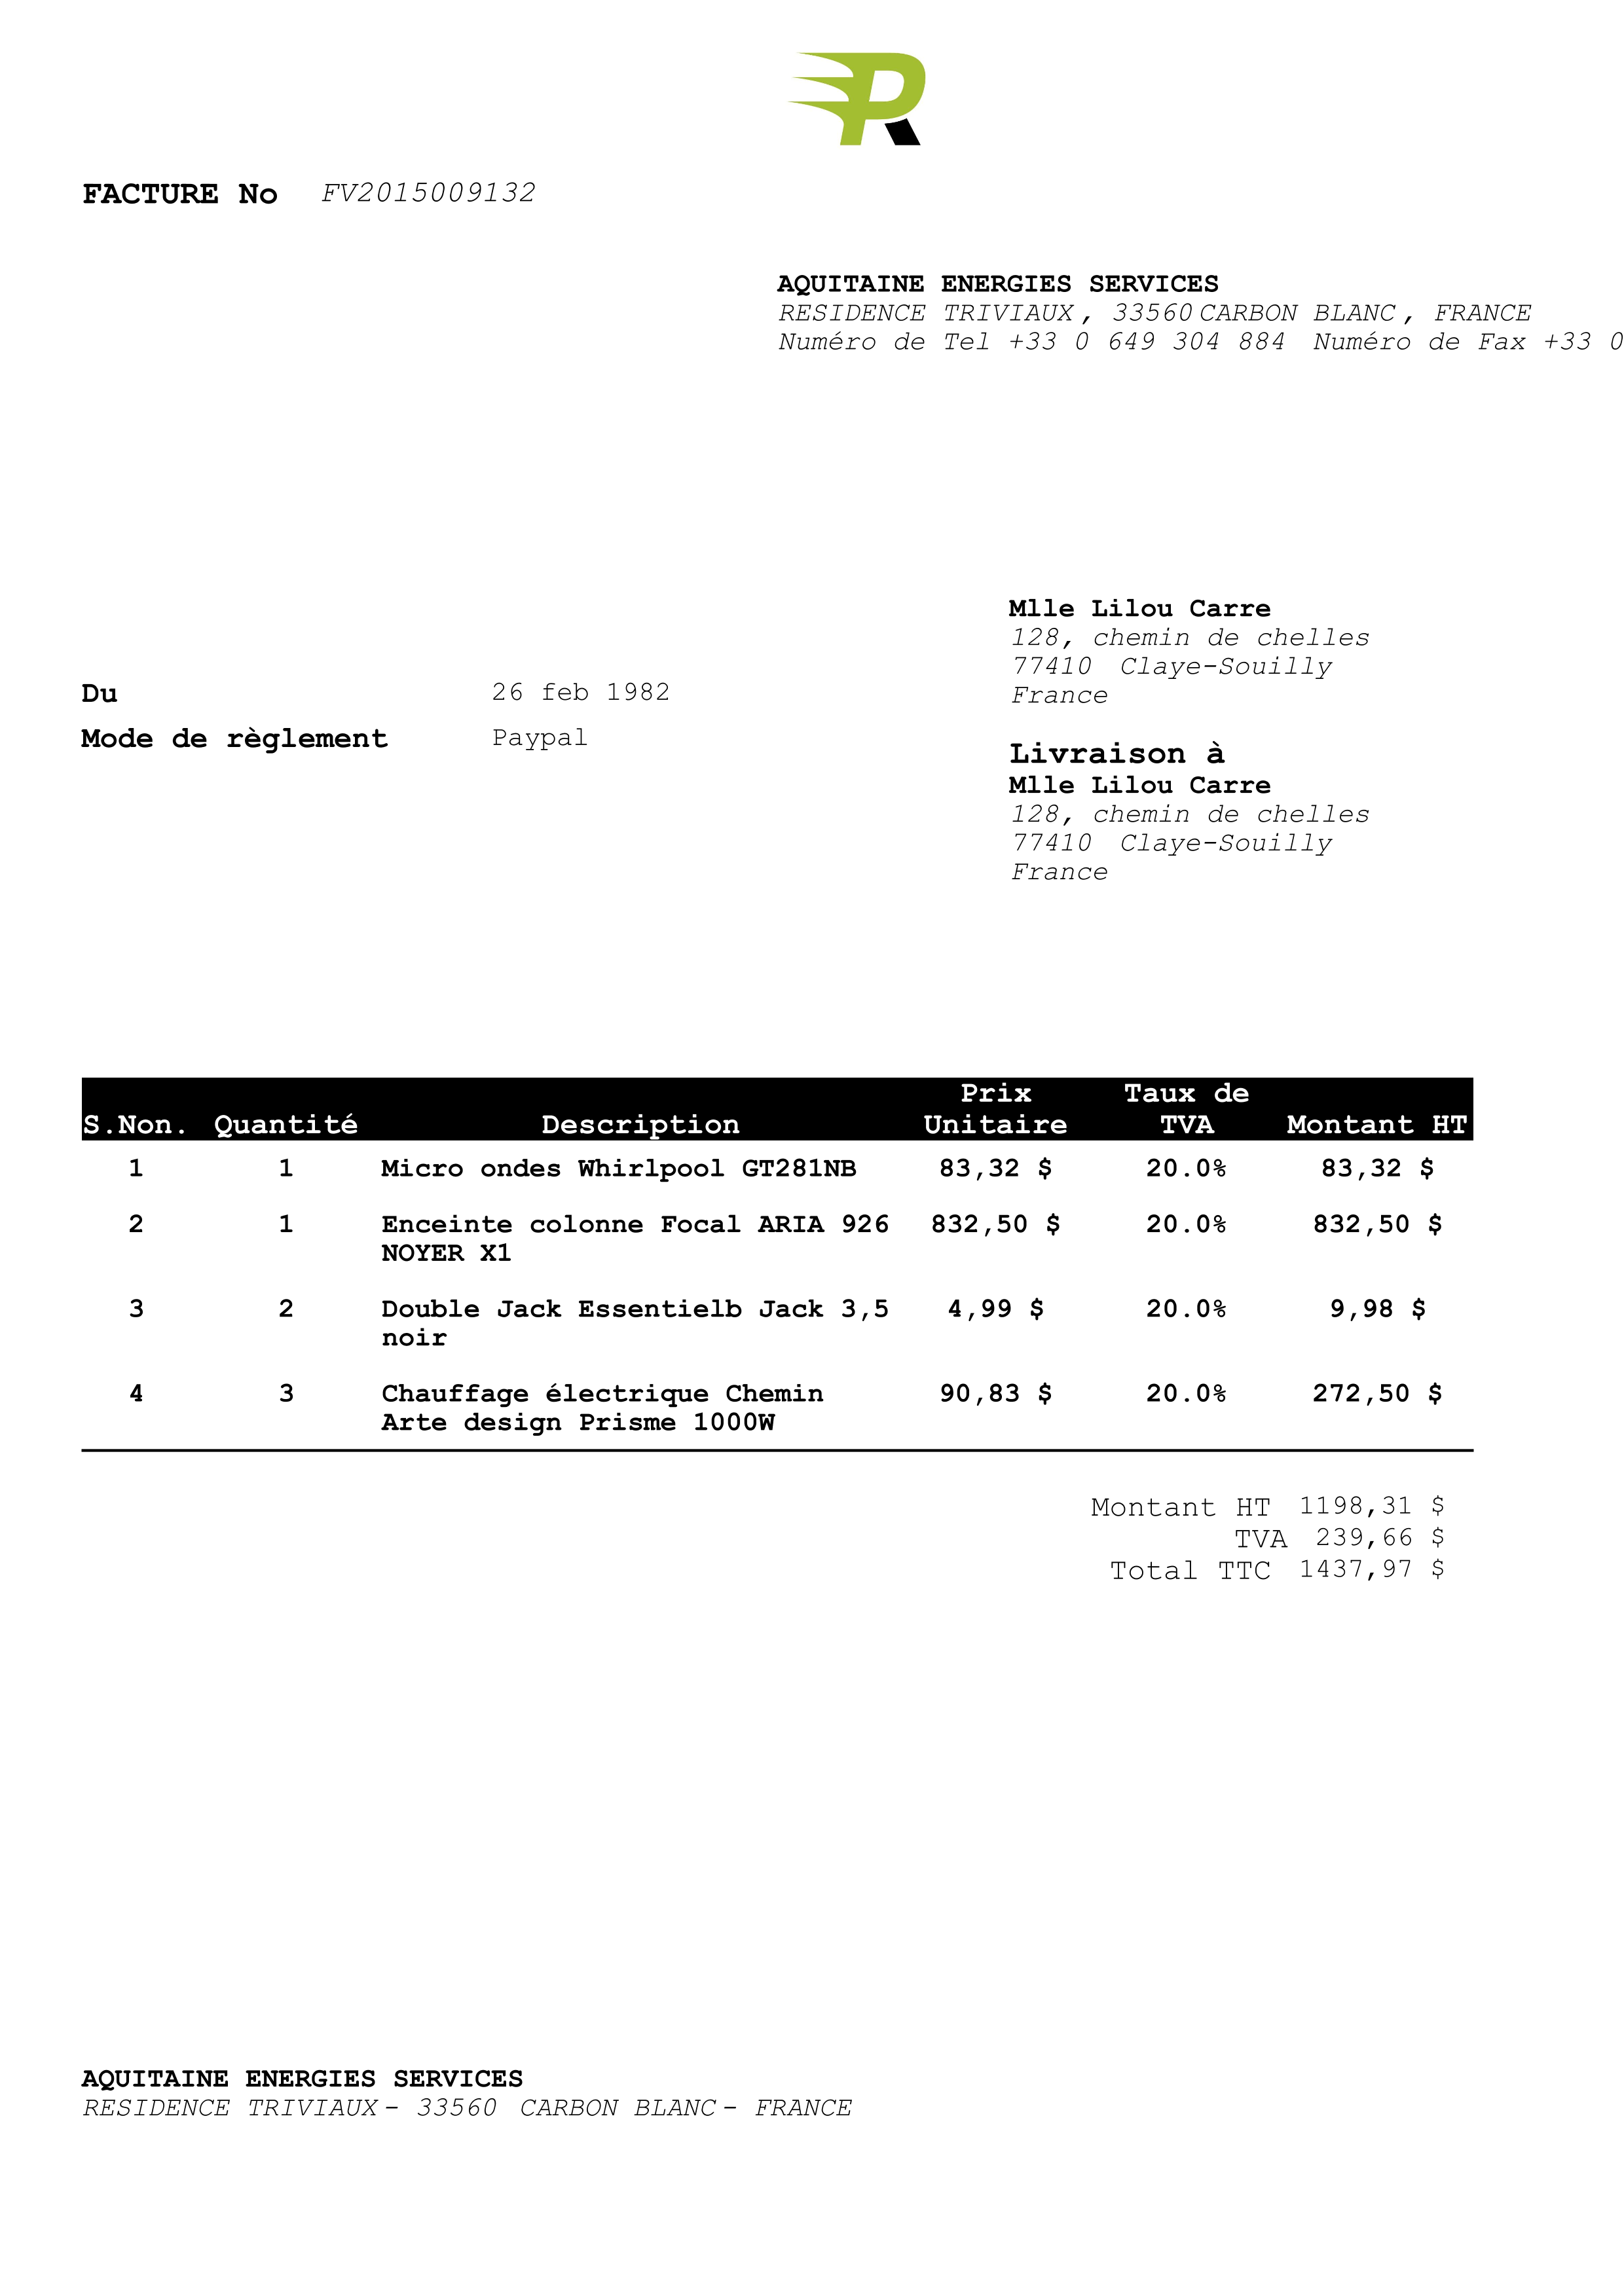 FACTURE No FV2015009132
AQUITAINE ENERGIES SERVICES
RESIDENCE TRIVIAUX, 33560 CARBON BLANC, FRANCE
Numéro de Tel +33 0 649 304 884 Numéro de Fax +33 0
Mlle Lilou Carre
128, chemin de chelles
77410 Claye-Souilly
France
Du 26 feb 1982
Mode de règlement Paypal
Livraison à
Mlle Lilou Carre
128, chemin de chelles
77410 Claye-Souilly
France
Prix Taux de
S.Non. Quantité Description Unitaire TVA Montant HT
1 1 Micro ondes Whirlpool GT281NB 83,32 $ 20.0% 83,32 $
2 1 Enceinte colonne Focal ARIA 926 832,50 $ 20.0% 832,50 $
NOYER X1
3 2 Double Jack Essentielb Jack 3,5 4,99 $ 20.0% 9,98 $
noir
4 3 Chauffage électrique Chemin 90,83 $ 20.0% 272,50 $
Arte design Prisme 1000W
Montant HT 1198,31 $
TVA 239,66 $
Total TTC 1437,97 $
AQUITAINE ENERGIES SERVICES
RESIDENCE TRIVIAUX- 33560 CARBON BLANC- FRANCE